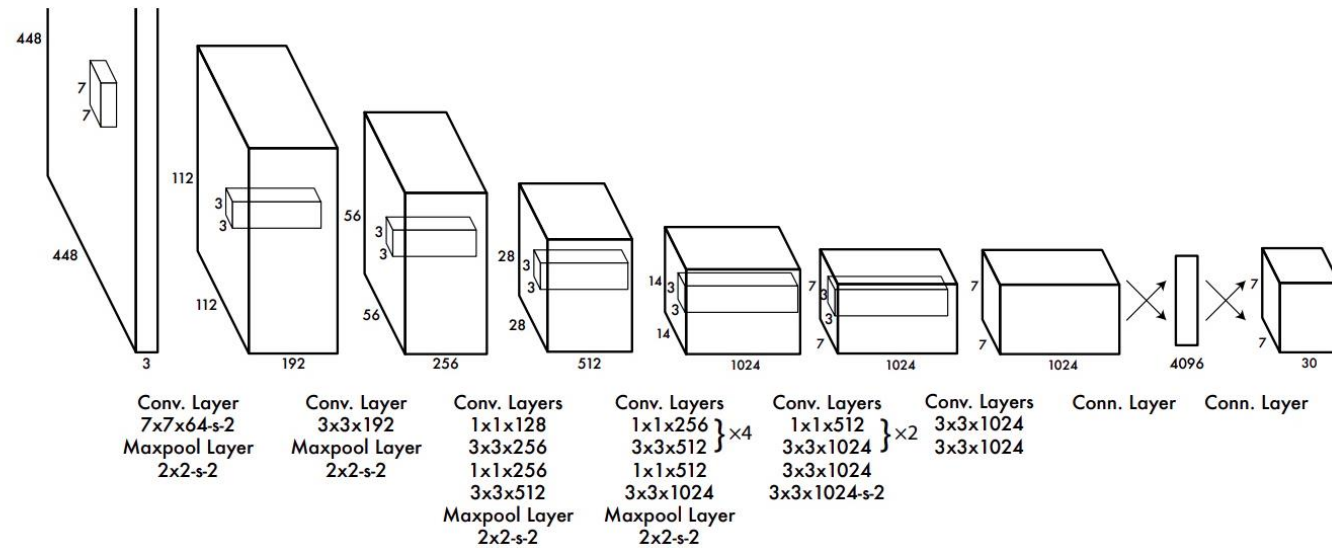 448
7
7
448
3
112
3
3
112
192
56
3
3
56
256
28
3
3
28
512
14
3
3
14
1024
7
3
3
7
1024
7
7
1024
4096
7
7
30
Conv. Layer
7x7x64-s-2
Maxpool Layer
2x2-s-2
Conv. Layer
3x3x192
Maxpool Layer
2x2-s-2
Conv. Layers
1x1x128
3x3x256
1x1x256
3x3x512
Maxpool Layer
2x2-s-2
Conv. Layers
1x1x256
3x3x512
}×4
1x1x512
3x3x1024
Maxpool Layer
2x2-s-2
Conv. Layers
1x1x512
3x3x1024
}×2
3x3x1024
3x3x1024-s-2
Conv. Layers
3x3x1024
3x3x1024
Conn. Layer
Conn. Layer